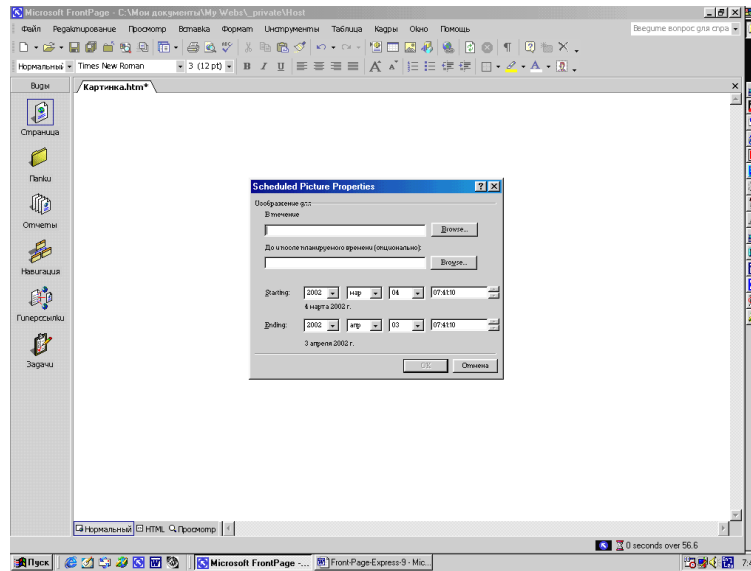 Microsoft FrontPage - C:\Мои документы\My Webs\_private\Host
Файл Редактирование Просмотр Вставка Формат Инструменты Таблица Кадры Окно Помощь
Введите вопрос для спра
Нормальный Times New Roman 3 (12 pt) B I U
Виды
Картинка.htm*
Страница
Папки
Отчеты
Навигация
Гиперссылки
Задачи
Scheduled Picture Properties
Изображение для
В течение
Browse...
До и после планируемого времени (опционально):
Browse...
Starting: 2002 мар 04 07:41:10
4 марта 2002 г.
Ending: 2002 апр 03 07:41:10
3 апреля 2002 г.
OK Отмена
Нормальный HTML Просмотр
0 seconds over 56.6
Пуск Microsoft FrontPage -... Front-Page-Express-9 - Mic...